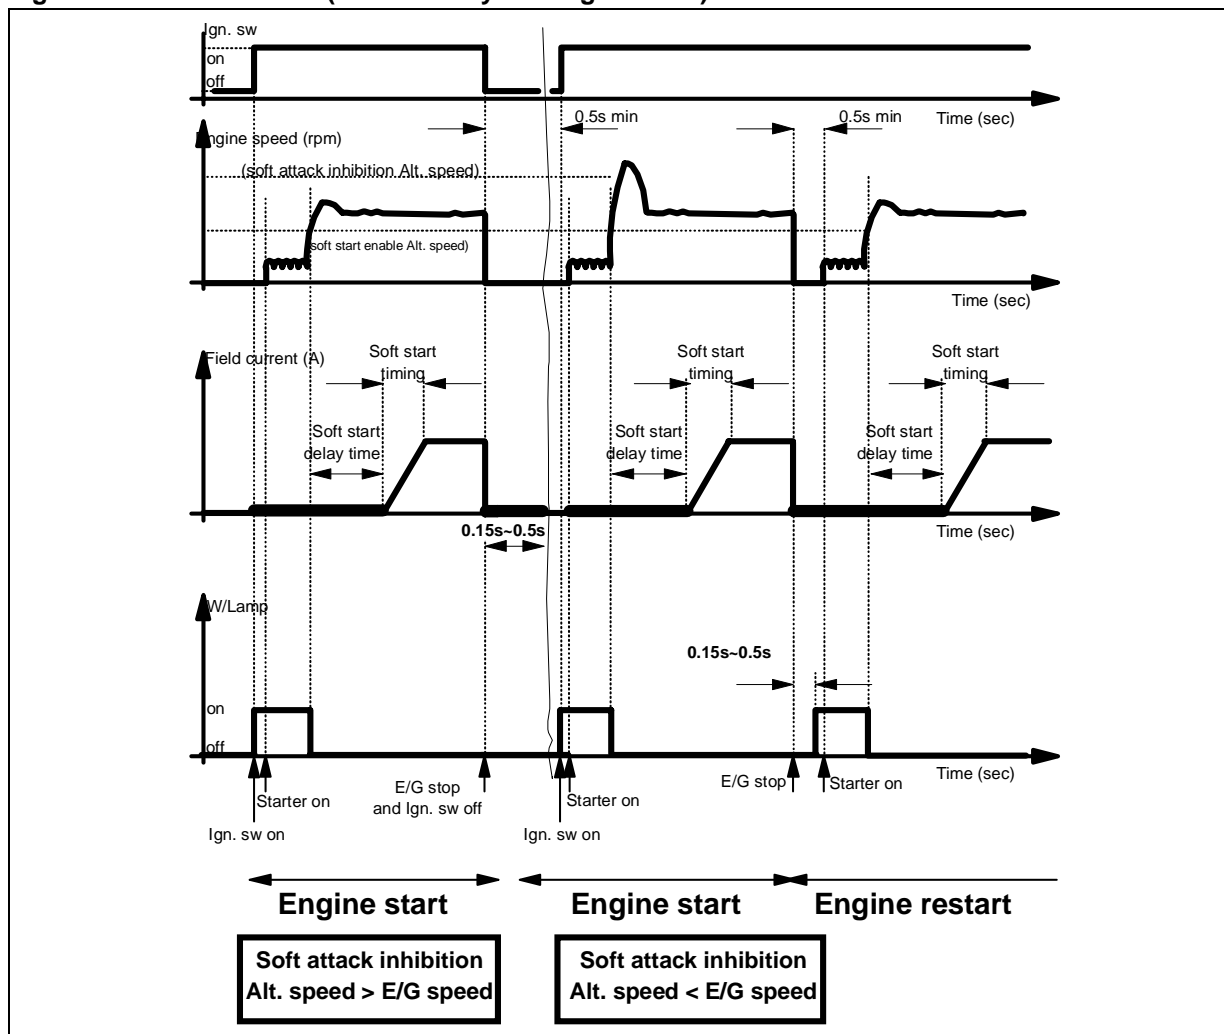 Ign. sw
on
off
Time (sec)
0.5s min
0.5s min
Engine speed (rpm)
(soft attack inhibition Alt. speed)
soft start enable Alt. speed)
Time (sec)
Field current (A)
Soft start
timing
Soft start
timing
Soft start
timing
Soft start
delay time
Soft start
delay time
Soft start
delay time
Time (sec)
0.15s~0.5s
W/Lamp
0.15s~0.5s
on
off
Time (sec)
Starter on
E/G stop
and Ign. sw off
Starter on
E/G stop
Starter on
Ign. sw on
Ign. sw on
Engine start
Engine start
Engine restart
Soft attack inhibition
Alt. speed > E/G speed
Soft attack inhibition
Alt. speed < E/G speed